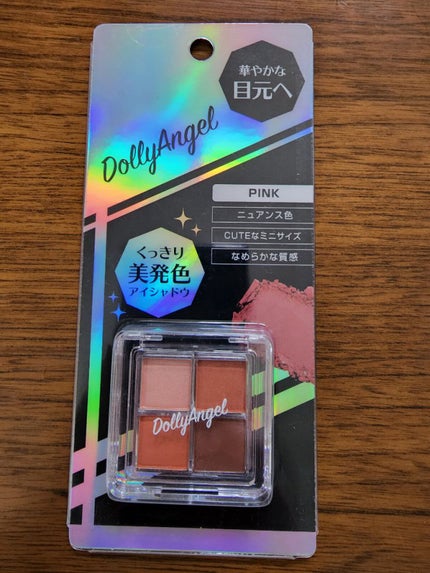 華やかな
目元へ
DollyAngel
PINK
ニュアンス色
CUTEなミニサイズ
なめらかな質感
くっきり
美発色
アイシャドウ
DollyAngel